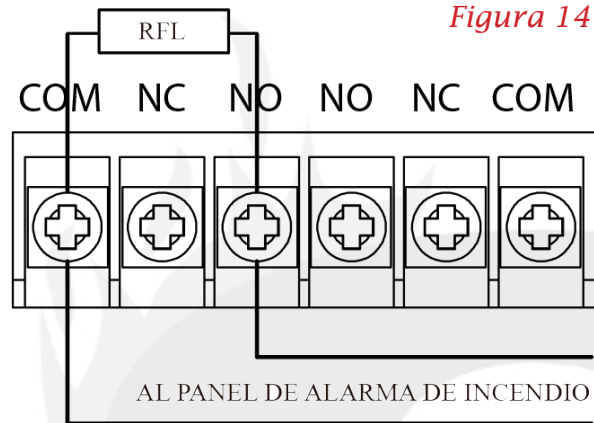 Figura 14
RFL
COM NC NO NO NC COM
AL PANEL DE ALARMA DE INCENDIO